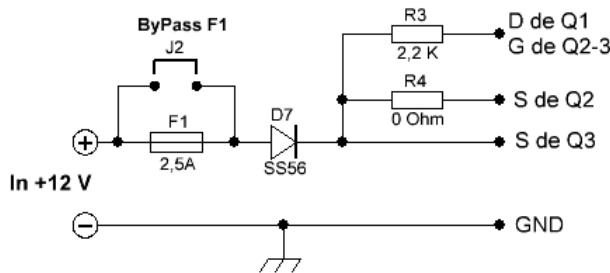 ByPass F1
J2
R3
2,2 K
D de Q1
G de Q2-3
R4
0 Ohm
S de Q2
F1
2,5A
D7
SS56
S de Q3
In +12 V
GND